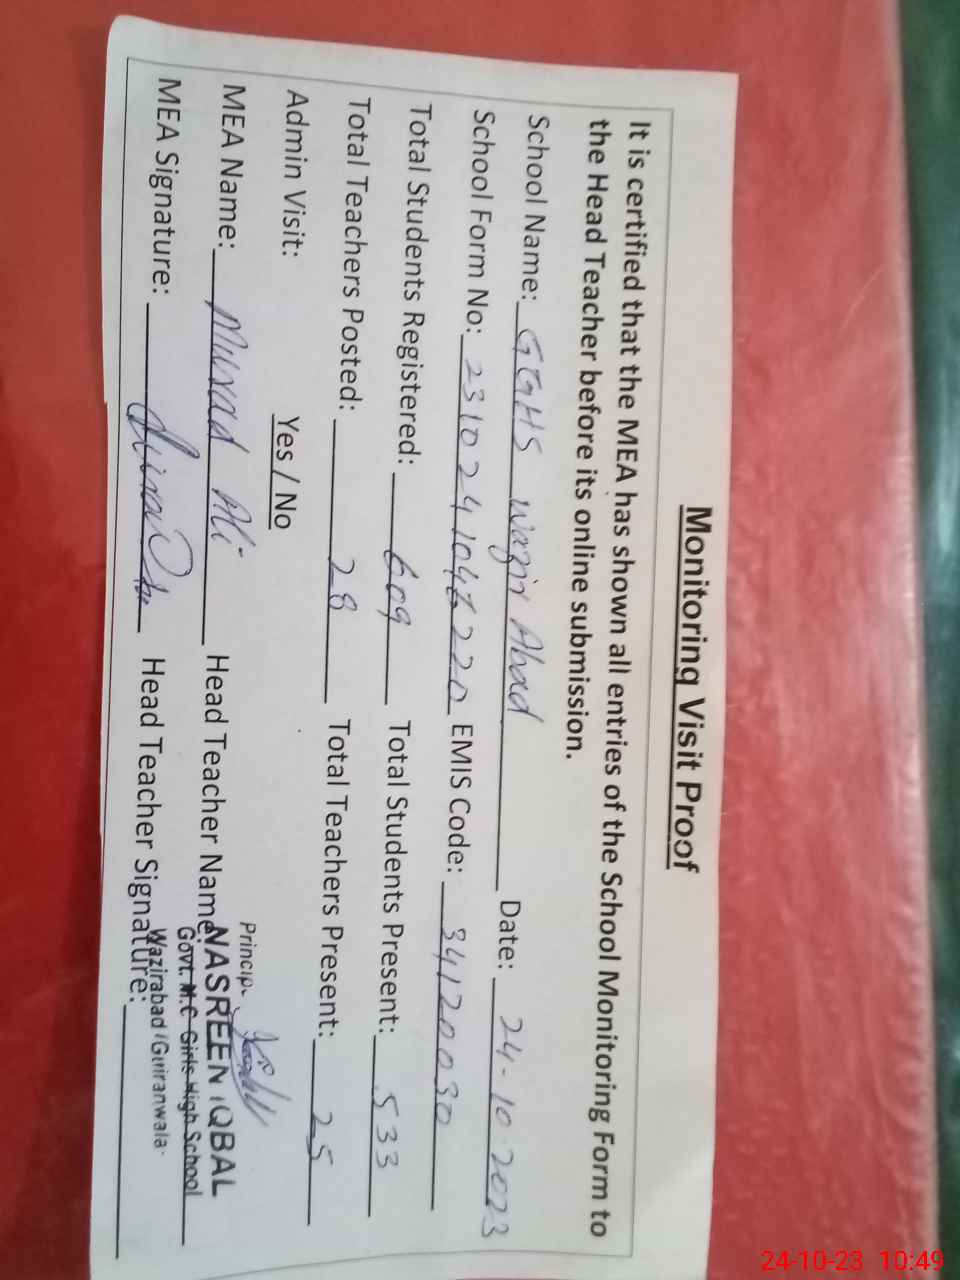 Monitoring Visit Proof
It is certified that the MEA has shown all entries of the School Monitoring Form to
the Head Teacher before its online submission.
School Name: GGHS Wazir Abad Date: 24-10-2023
School Form No: EMIS Code: 34120030
Total Students Registered: 609 Total Students Present: 533
Total Teachers Posted: 28 Total Teachers Present: 25
Admin Visit: Yes / No
MEA Name: Murad Ali Head Teacher Name: NASREEN IQBAL
Princip
Govt. M.C Girls High School
MEA Signature: Head Teacher Signature:
Wazirabad (Gujranwala
24-10-23 10:49